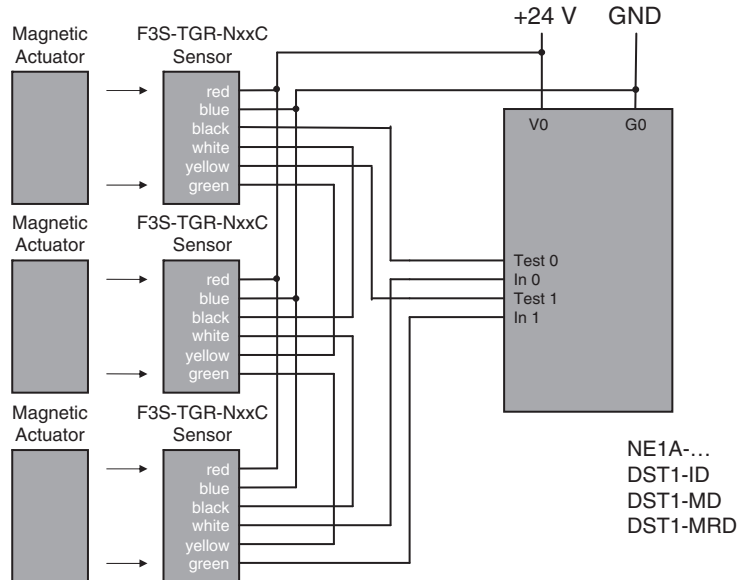 +24 V GND
Magnetic
Actuator
F3S-TGR-NxxC
Sensor
red
blue
black
white
yellow
green
V0 G0
Magnetic
Actuator
F3S-TGR-NxxC
Sensor
red
blue
black
white
yellow
green
Test 0
In 0
Test 1
In 1
Magnetic
Actuator
F3S-TGR-NxxC
Sensor
red
blue
black
white
yellow
green
NE1A-…
DST1-ID
DST1-MD
DST1-MRD